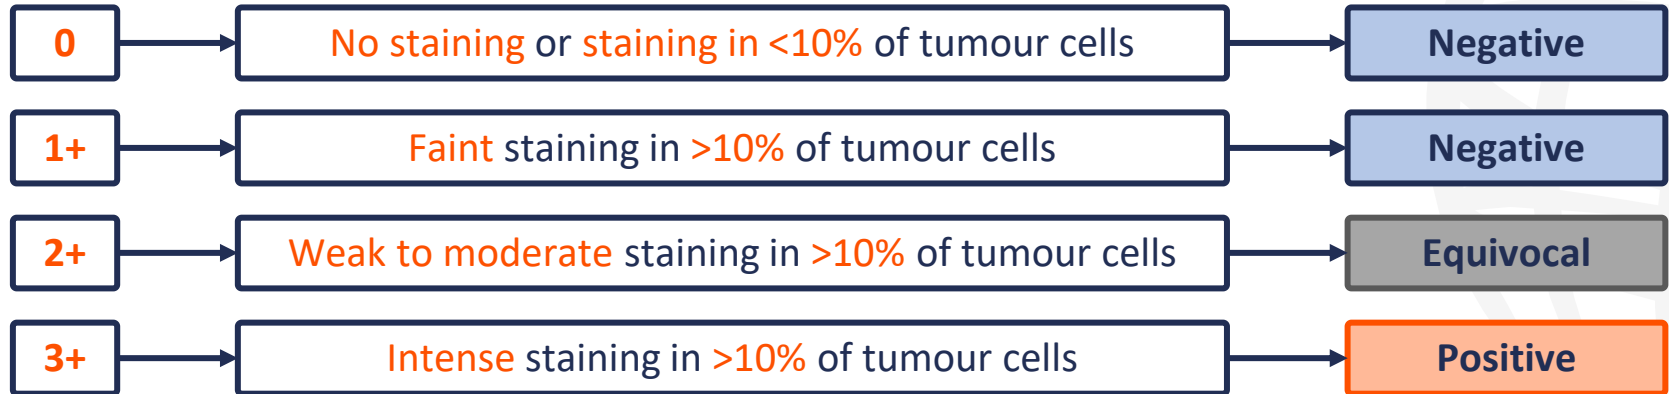 0 No staining or staining in <10% of tumour cells Negative
1+ Faint staining in >10% of tumour cells Negative
2+ Weak to moderate staining in >10% of tumour cells Equivocal
3+ Intense staining in >10% of tumour cells Positive